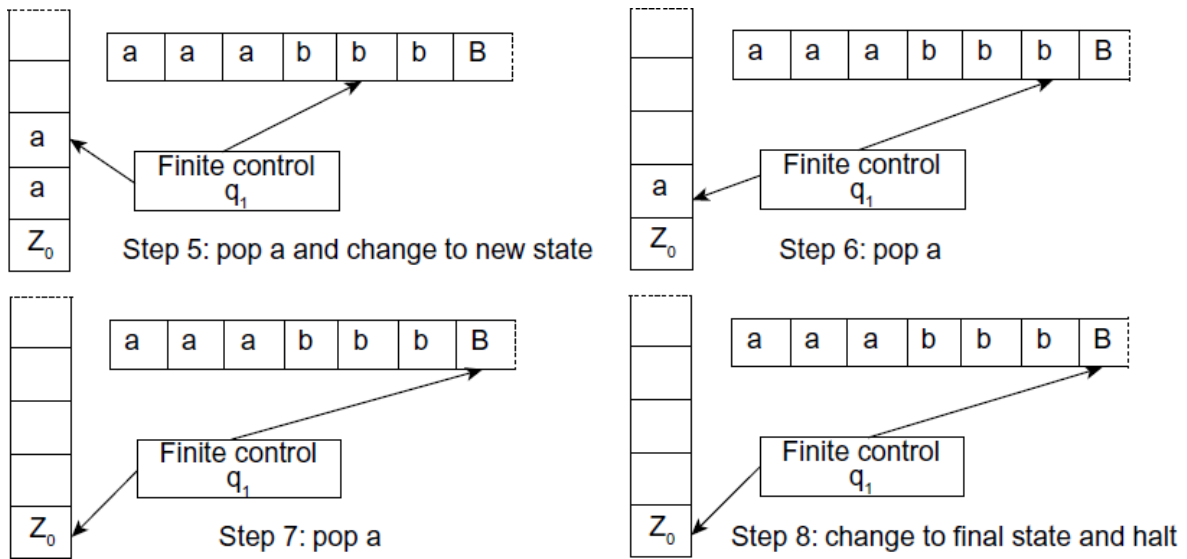 a a a b b b B
a
a
Z₀
Finite control
q₁
Step 5: pop a and change to new state
a a a b b b B
a
Z₀
Finite control
q₁
Step 6: pop a
a a a b b b B
Z₀
Finite control
q₁
Step 7: pop a
a a a b b b B
Z₀
Finite control
q₁
Step 8: change to final state and halt